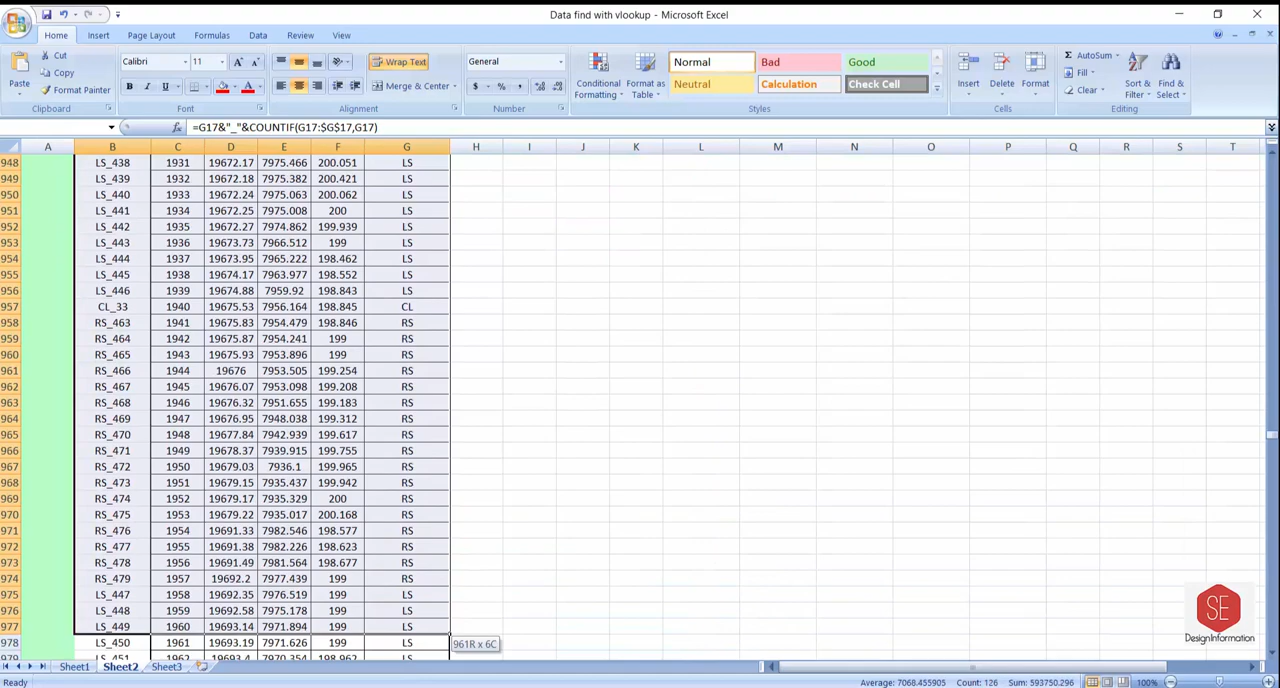 Data find with vlookup - Microsoft Excel
Home Insert Page Layout Formulas Data Review View
Cut
Copy
Format Painter
Paste
Clipboard
Calibri 11
B I U
Font
Wrap Text
Merge & Center
Alignment
General
$ % ,
Number
Conditional Formatting
Format as Table
Normal Bad Good
Neutral Calculation Check Cell
Styles
Insert Delete Format
Cells
Σ AutoSum
Fill
Clear
Sort & Filter
Find & Select
Editing
fx =G17&"_"&COUNTIF(G17:$G$17,G17)
A B C D E F G H I J K L M N O P Q R S T
948 LS_438 1931 19672.17 7975.466 200.051 LS
949 LS_439 1932 19672.18 7975.382 200.421 LS
950 LS_440 1933 19672.24 7975.063 200.062 LS
951 LS_441 1934 19672.25 7975.008 200 LS
952 LS_442 1935 19672.27 7974.862 199.939 LS
953 LS_443 1936 19673.73 7966.512 199 LS
954 LS_444 1937 19673.95 7965.222 198.462 LS
955 LS_445 1938 19674.17 7963.977 198.552 LS
956 LS_446 1939 19674.88 7959.92 198.843 LS
957 CL_33 1940 19675.53 7956.164 198.845 CL
958 RS_463 1941 19675.83 7954.479 198.846 RS
959 RS_464 1942 19675.87 7954.241 199 RS
960 RS_465 1943 19675.93 7953.896 199 RS
961 RS_466 1944 19676 7953.505 199.254 RS
962 RS_467 1945 19676.07 7953.098 199.208 RS
963 RS_468 1946 19676.32 7951.655 199.183 RS
964 RS_469 1947 19676.95 7948.038 199.312 RS
965 RS_470 1948 19677.84 7942.939 199.617 RS
966 RS_471 1949 19678.37 7939.915 199.755 RS
967 RS_472 1950 19679.03 7936.1 199.965 RS
968 RS_473 1951 19679.15 7935.437 199.942 RS
969 RS_474 1952 19679.17 7935.329 200 RS
970 RS_475 1953 19679.22 7935.017 200.168 RS
971 RS_476 1954 19691.33 7982.546 198.577 RS
972 RS_477 1955 19691.38 7982.226 198.623 RS
973 RS_478 1956 19691.49 7981.564 198.677 RS
974 RS_479 1957 19692.2 7977.439 199 RS
975 LS_447 1958 19692.35 7976.519 199 LS
976 LS_448 1959 19692.58 7975.178 199 LS
977 LS_449 1960 19693.14 7971.894 199 LS
978 LS_450 1961 19693.19 7971.626 199 LS 961R x 6C
979 LS_451 1962 19693.4 7970.354 198.962 LS
SE
DesignInformation
Sheet1 Sheet2 Sheet3
Ready Average: 7068.455905 Count: 126 Sum: 593750.296 100%